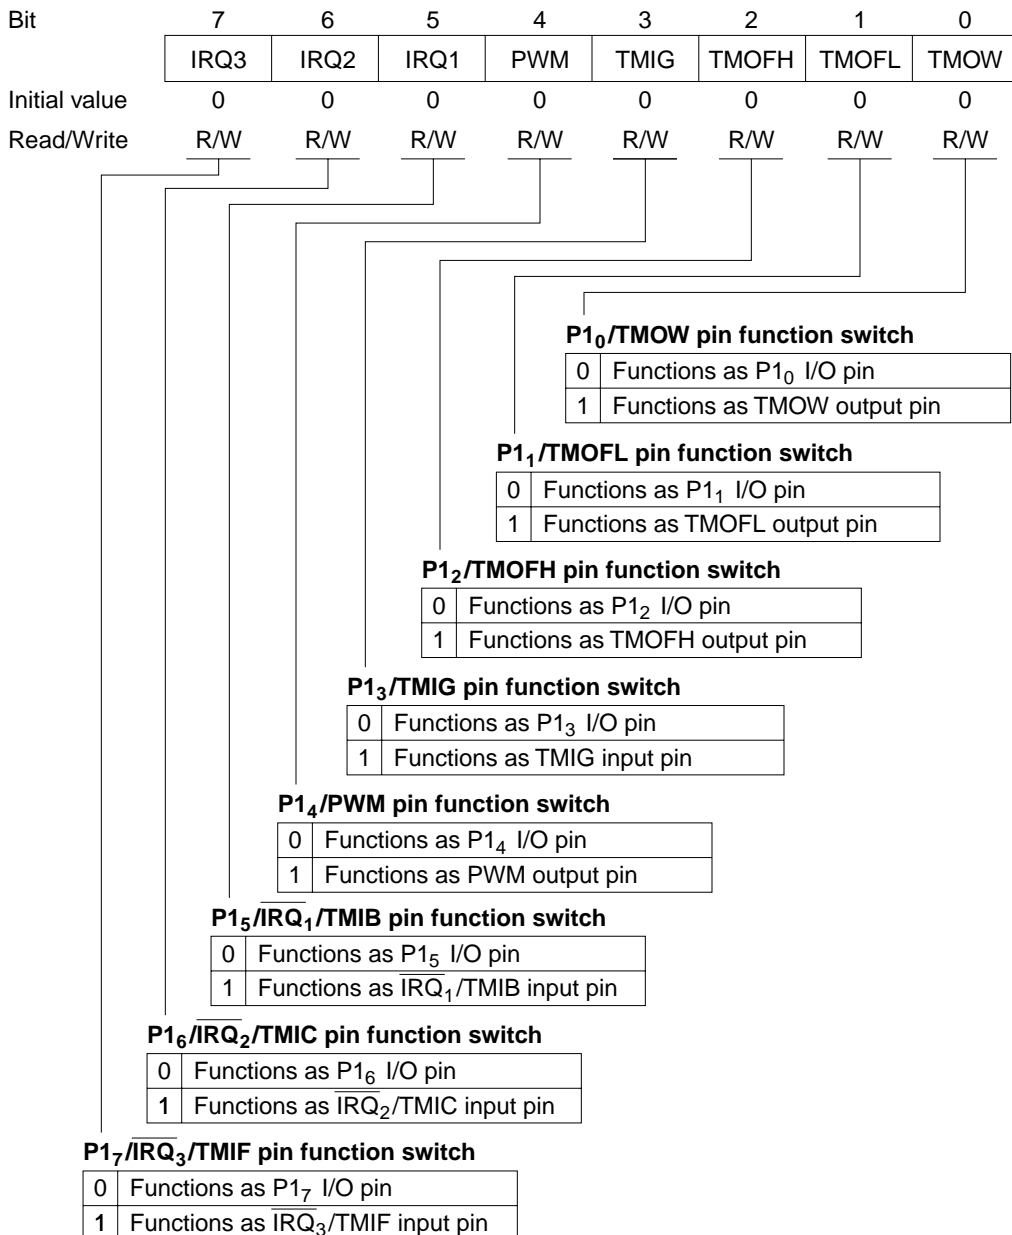 Bit 7 6 5 4 3 2 1 0
IRQ3 IRQ2 IRQ1 PWM TMIG TMOFH TMOFL TMOW
Initial value 0 0 0 0 0 0 0 0
Read/Write R/W R/W R/W R/W R/W R/W R/W R/W
P1₀/TMOW pin function switch
0 Functions as P1₀ I/O pin
1 Functions as TMOW output pin
P1₁/TMOFL pin function switch
0 Functions as P1₁ I/O pin
1 Functions as TMOFL output pin
P1₂/TMOFH pin function switch
0 Functions as P1₂ I/O pin
1 Functions as TMOFH output pin
P1₃/TMIG pin function switch
0 Functions as P1₃ I/O pin
1 Functions as TMIG input pin
P1₄/PWM pin function switch
0 Functions as P1₄ I/O pin
1 Functions as PWM output pin
P1₅/I̅R̅Q̅₁/TMIB pin function switch
0 Functions as P1₅ I/O pin
1 Functions as I̅R̅Q̅₁/TMIB input pin
P1₆/I̅R̅Q̅₂/TMIC pin function switch
0 Functions as P1₆ I/O pin
1 Functions as I̅R̅Q̅₂/TMIC input pin
P1₇/I̅R̅Q̅₃/TMIF pin function switch
0 Functions as P1₇ I/O pin
1 Functions as I̅R̅Q̅₃/TMIF input pin